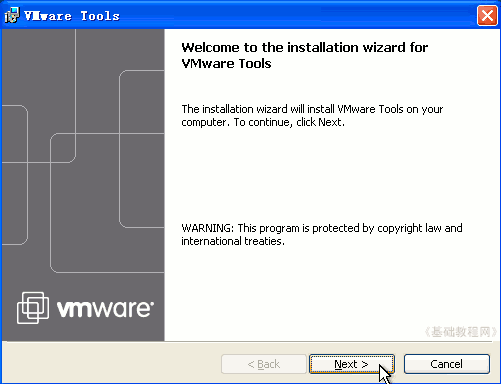 VMware Tools
Welcome to the installation wizard for
VMware Tools
The installation wizard will install VMware Tools on your
computer. To continue, click Next.
WARNING: This program is protected by copyright law and
international treaties.
vmware
《基础教程网》
< Back
Next >
Cancel